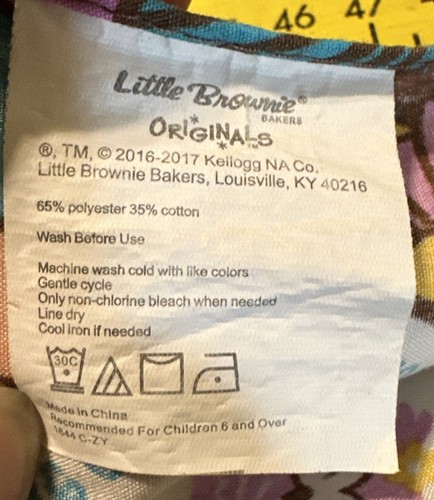 46 47
Little Brownie®
BAKERS
ORIGINALS™
®, TM, © 2016-2017 Kellogg NA Co.
Little Brownie Bakers, Louisville, KY 40216
65% polyester 35% cotton
Wash Before Use
Machine wash cold with like colors
Gentle cycle
Only non-chlorine bleach when needed
Line dry
Cool iron if needed
30C
Made in China
Recommended For Children 6 and Over
1644 C-ZY